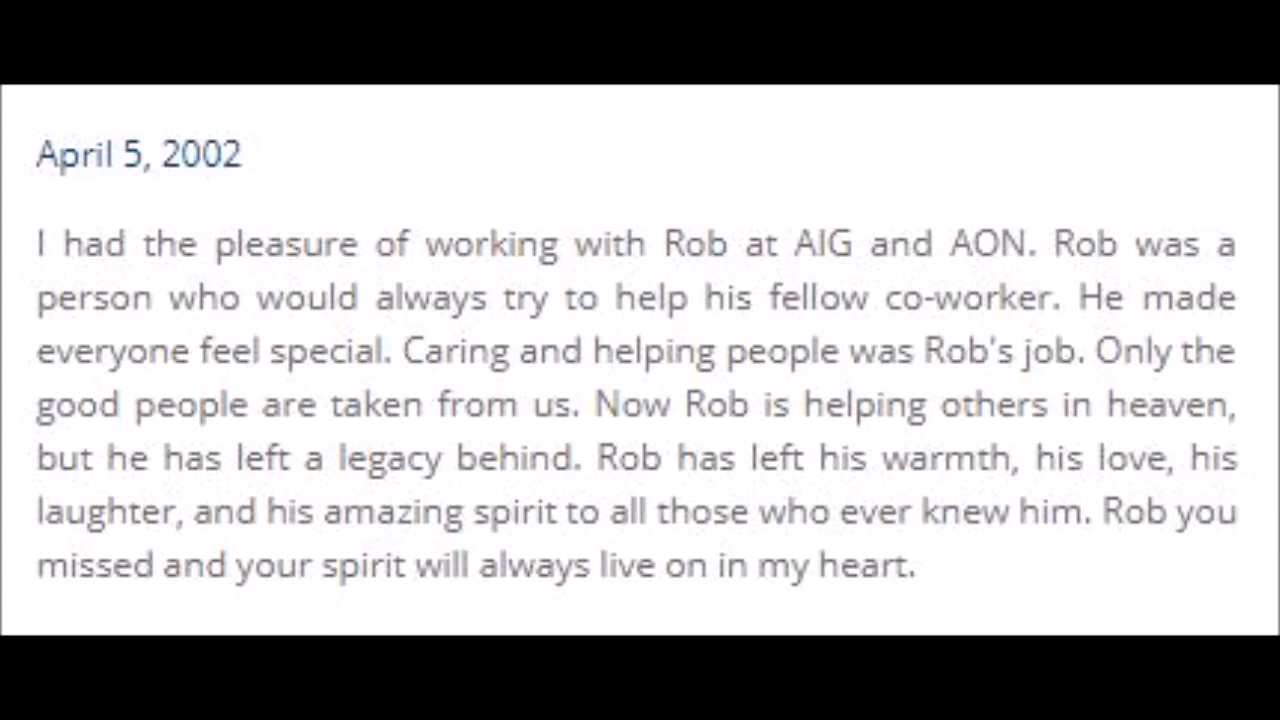 April 5, 2002
I had the pleasure of working with Rob at AIG and AON. Rob was a
person who would always try to help his fellow co-worker. He made
everyone feel special. Caring and helping people was Rob's job. Only the
good people are taken from us. Now Rob is helping others in heaven,
but he has left a legacy behind. Rob has left his warmth, his love, his
laughter, and his amazing spirit to all those who ever knew him. Rob you
missed and your spirit will always live on in my heart.